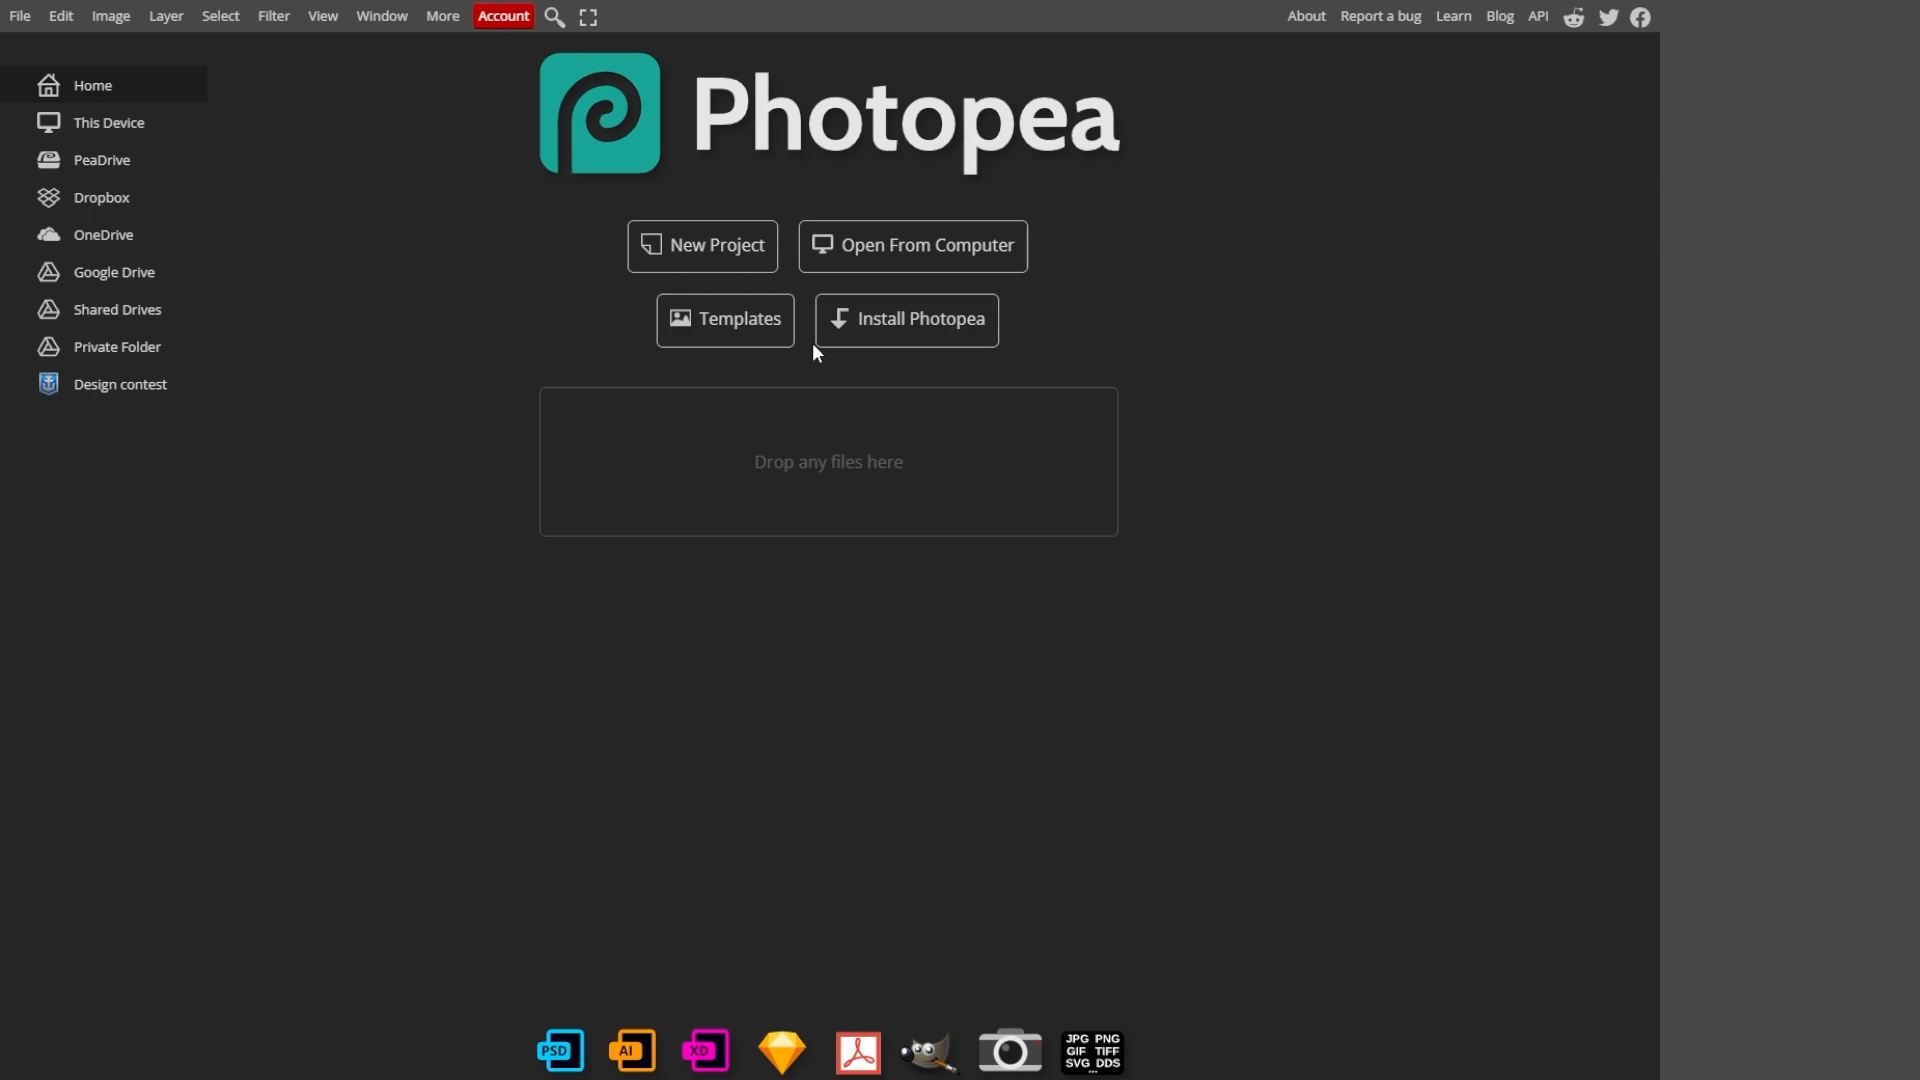 File Edit Image Layer Select Filter View Window More Account About Report a bug Learn Blog API
Home
This Device
PeaDrive
Dropbox
OneDrive
Google Drive
Shared Drives
Private Folder
Design contest
Photopea
New Project Open From Computer
Templates Install Photopea
Drop any files here
PSD AI XD
JPG PNG
GIF TIFF
SVG DDS
...